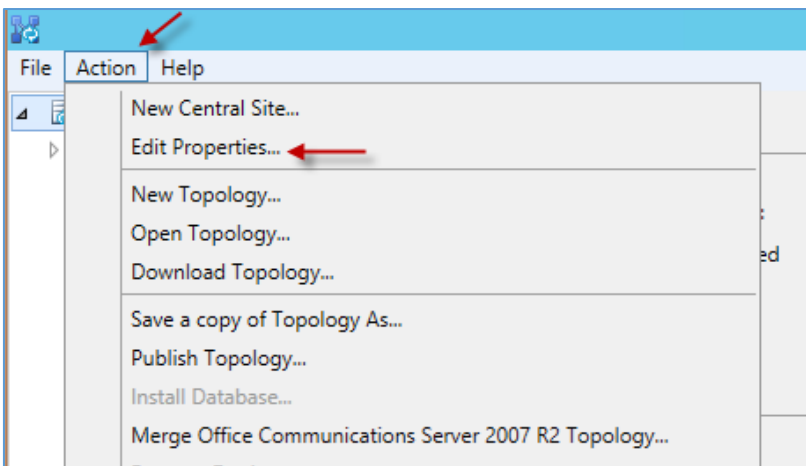 File Action Help
New Central Site...
Edit Properties...
New Topology...
:
Open Topology...
ed
Download Topology...
Save a copy of Topology As...
Publish Topology...
Install Database...
Merge Office Communications Server 2007 R2 Topology...